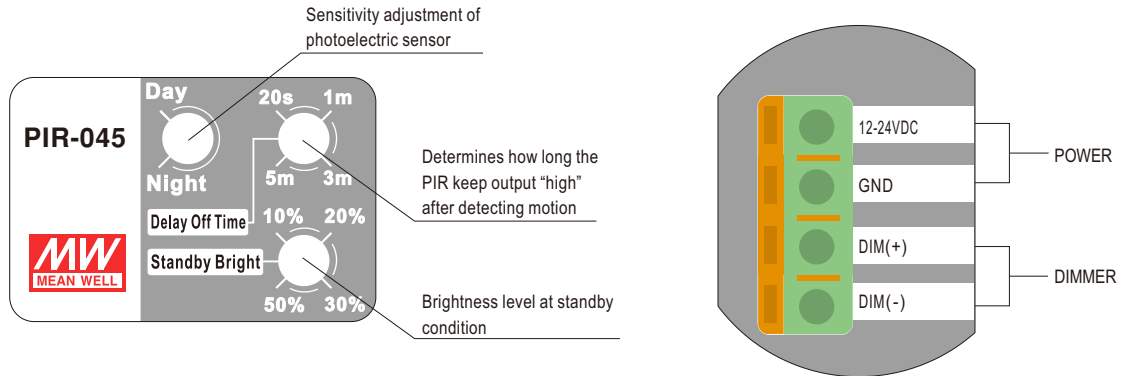 Sensitivity adjustment of
photoelectric sensor
PIR-045
Day
Night
20s
1m
5m
3m
Delay Off Time
10%
20%
Standby Bright
50%
30%
MW
MEAN WELL
Determines how long the
PIR keep output “high”
after detecting motion
Brightness level at standby
condition
12-24VDC
GND
DIM(+)
DIM(-)
POWER
DIMMER